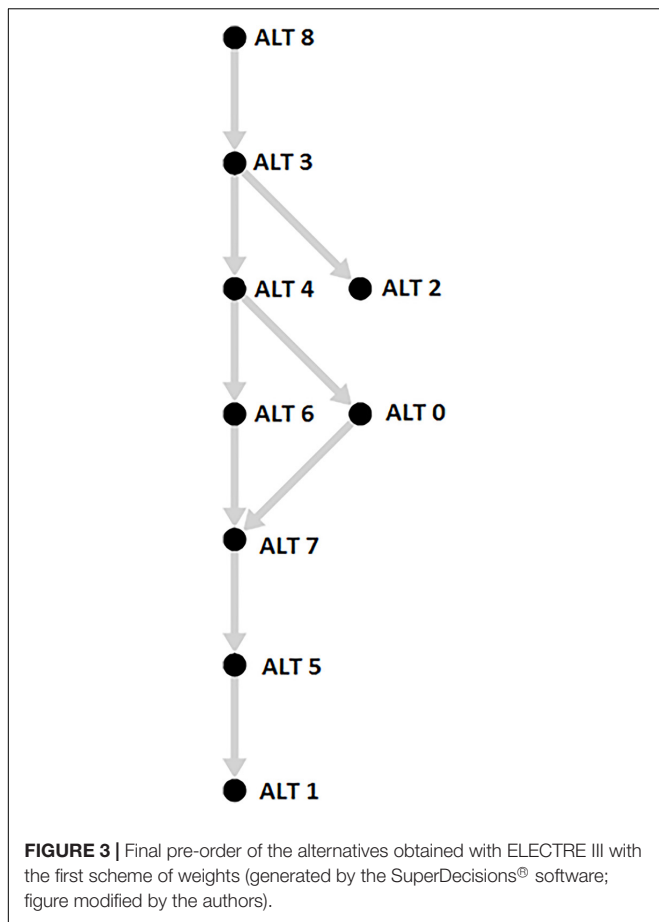 ALT 8
ALT 3
ALT 4
ALT 2
ALT 6
ALT 0
ALT 7
ALT 5
ALT 1
FIGURE 3 | Final pre-order of the alternatives obtained with ELECTRE III with
the first scheme of weights (generated by the SuperDecisions® software;
figure modified by the authors).